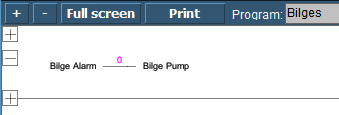 + - Full screen Print Program: Bilges
0
Bilge Alarm Bilge Pump